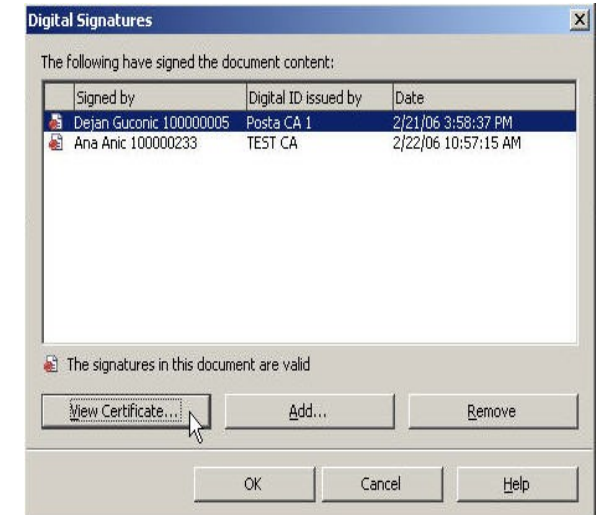 Digital Signatures
The following have signed the document content:
Signed by Digital ID issued by Date
Dejan Guconic 100000005 Posta CA 1 2/21/06 3:58:37 PM
Ana Anic 100000233 TEST CA 2/22/06 10:57:15 AM
The signatures in this document are valid
View Certificate... Add... Remove
OK Cancel Help